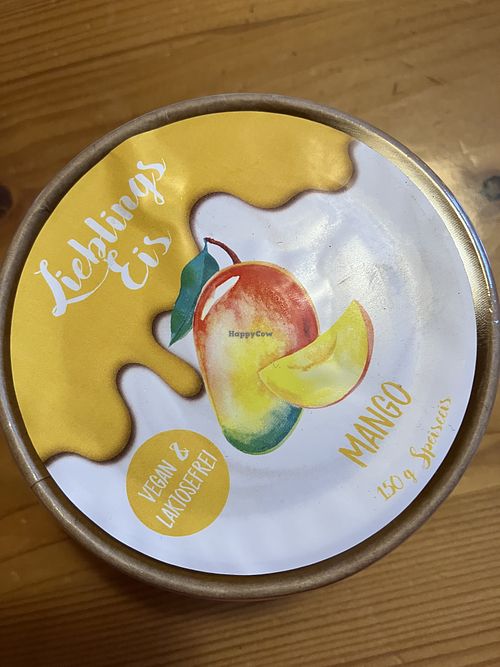 Lieblings
Eis
HappyCow
MANGO
150 g Speiseeis
VEGAN &
LAKTOSEFREI